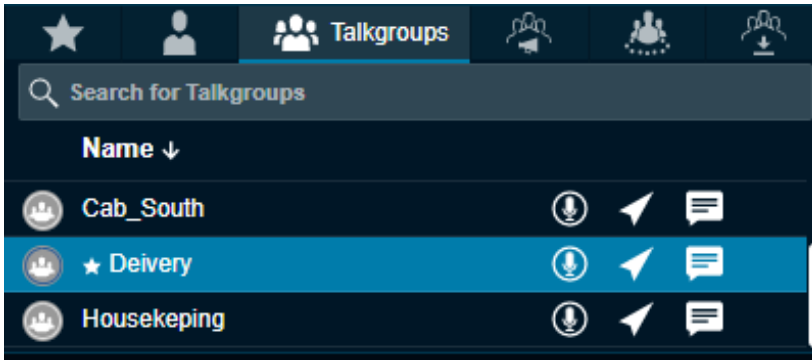 Talkgroups
Search for Talkgroups
Name ↓
Cab_South
★ Deivery
Housekeping